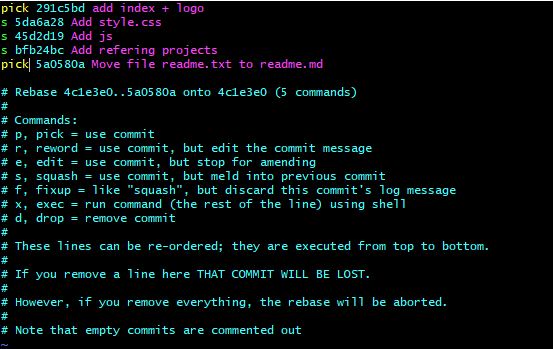 pick 291c5bd add index + logo
s 5da6a28 Add style.css
s 45d2d19 Add js
s bfb24bc Add refering projects
pick 5a0580a Move file readme.txt to readme.md

# Rebase 4c1e3e0..5a0580a onto 4c1e3e0 (5 commands)
#
# Commands:
# p, pick = use commit
# r, reword = use commit, but edit the commit message
# e, edit = use commit, but stop for amending
# s, squash = use commit, but meld into previous commit
# f, fixup = like "squash", but discard this commit's log message
# x, exec = run command (the rest of the line) using shell
# d, drop = remove commit
#
# These lines can be re-ordered; they are executed from top to bottom.
#
# If you remove a line here THAT COMMIT WILL BE LOST.
#
# However, if you remove everything, the rebase will be aborted.
#
# Note that empty commits are commented out
~